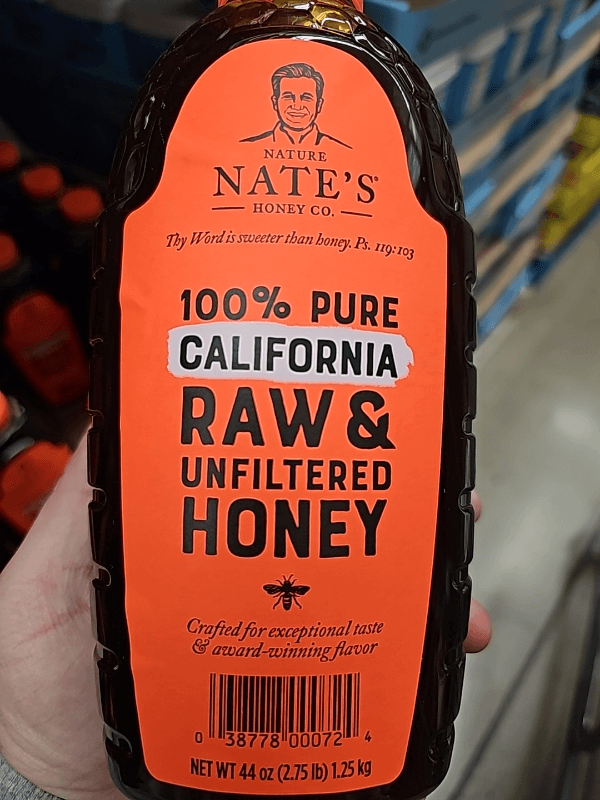 NATURE
NATE'S®
HONEY CO.
Thy Word is sweeter than honey. Ps. 119:103
100% PURE
CALIFORNIA
RAW &
UNFILTERED
HONEY
Crafted for exceptional taste
& award-winning flavor
0 38778 00072 4
NET WT 44 oz (2.75 lb) 1.25 kg